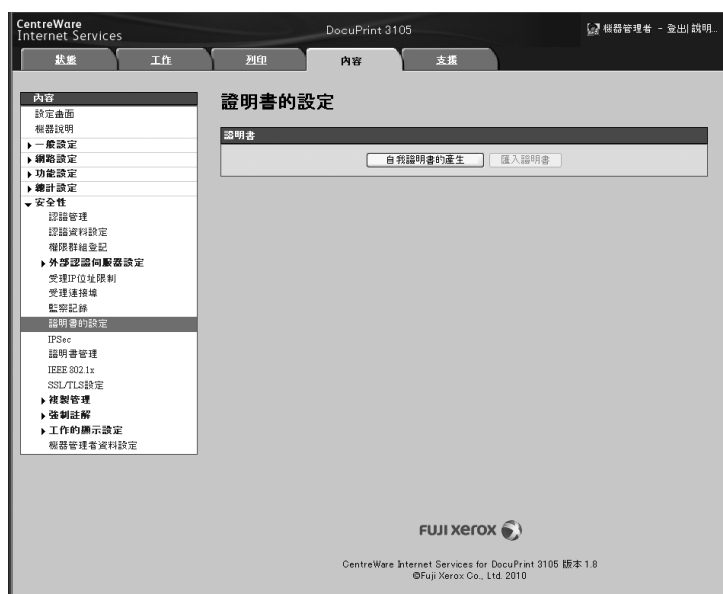 CentreWare
Internet Services
DocuPrint 3105
機器管理者 - 登出| 說明...
狀態
工作
列印
內容
支援
內容
設定畫面
機器說明
一般設定
網路設定
功能設定
總計設定
安全性
認證管理
認證資料設定
權限群組登記
外部認證伺服器設定
受理IP位址限制
受理連接埠
監察記錄
證明書的設定
IPSec
證明書管理
IEEE 802.1x
SSL/TLS設定
複製管理
強制註解
工作的顯示設定
機器管理者資料設定
證明書的設定
證明書
自我證明書的產生
匯入證明書
FUJI XEROX
CentreWare Internet Services for DocuPrint 3105 版本 1.8
©Fuji Xerox Co., Ltd. 2010